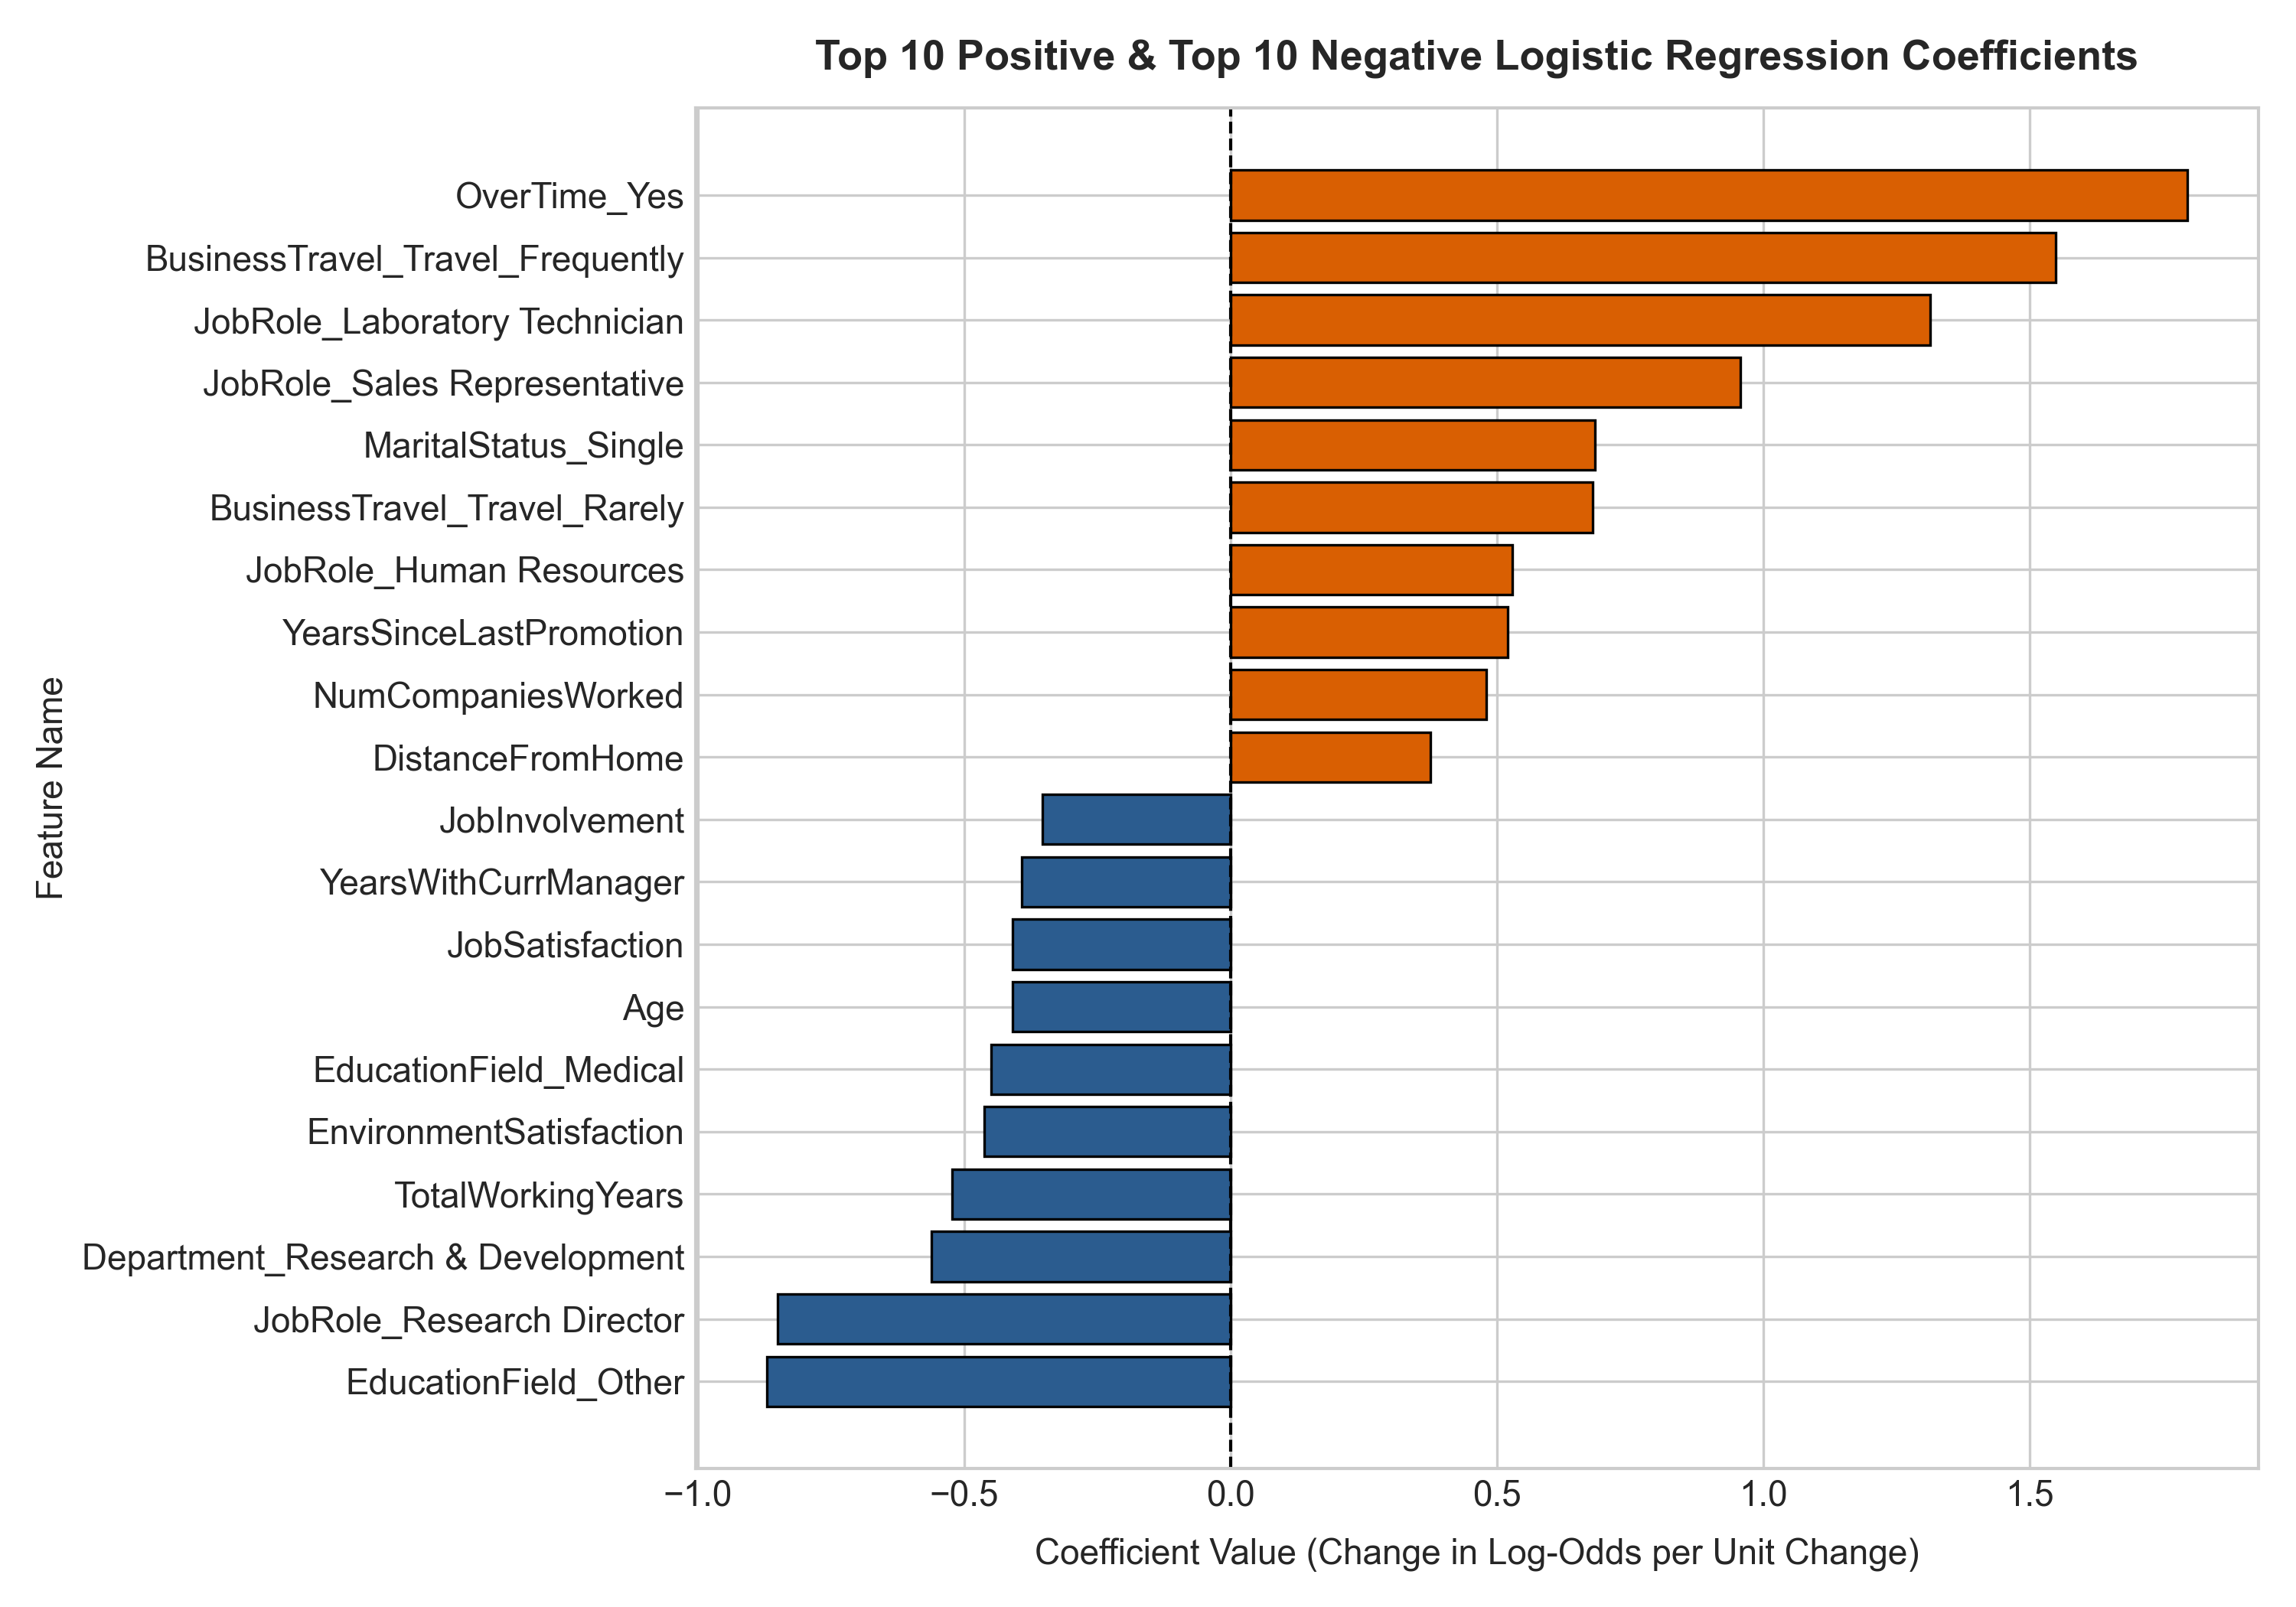 Top 10 Positive & Top 10 Negative Logistic Regression Coefficients
Feature Name
OverTime_Yes
BusinessTravel_Travel_Frequently
JobRole_Laboratory Technician
JobRole_Sales Representative
MaritalStatus_Single
BusinessTravel_Travel_Rarely
JobRole_Human Resources
YearsSinceLastPromotion
NumCompaniesWorked
DistanceFromHome
JobInvolvement
YearsWithCurrManager
JobSatisfaction
Age
EducationField_Medical
EnvironmentSatisfaction
TotalWorkingYears
Department_Research & Development
JobRole_Research Director
EducationField_Other
−1.0 −0.5 0.0 0.5 1.0 1.5
Coefficient Value (Change in Log-Odds per Unit Change)